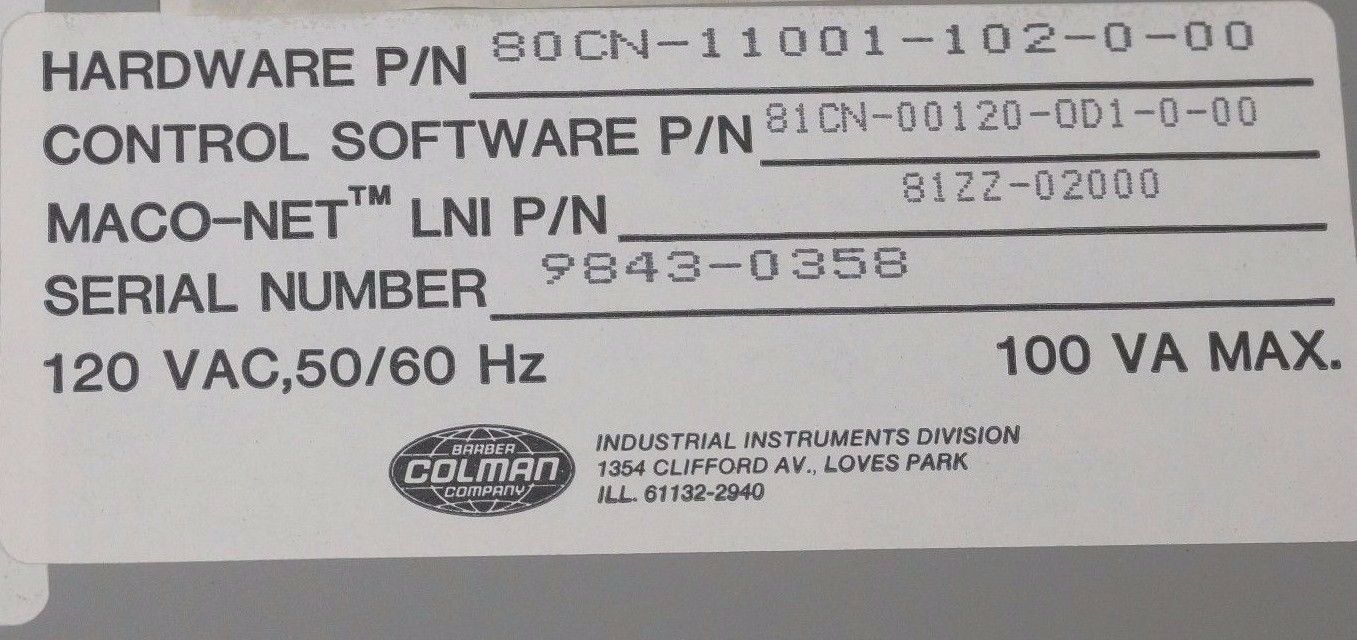 HARDWARE P/N 80CN-11001-102-0-00
CONTROL SOFTWARE P/N 81CN-00120-0D1-0-00
MACO-NET™ LNI P/N 81ZZ-02000
SERIAL NUMBER 9843-0358
120 VAC,50/60 Hz 100 VA MAX.
BARBER
COLMAN
COMPANY
INDUSTRIAL INSTRUMENTS DIVISION
1354 CLIFFORD AV., LOVES PARK
ILL. 61132-2940